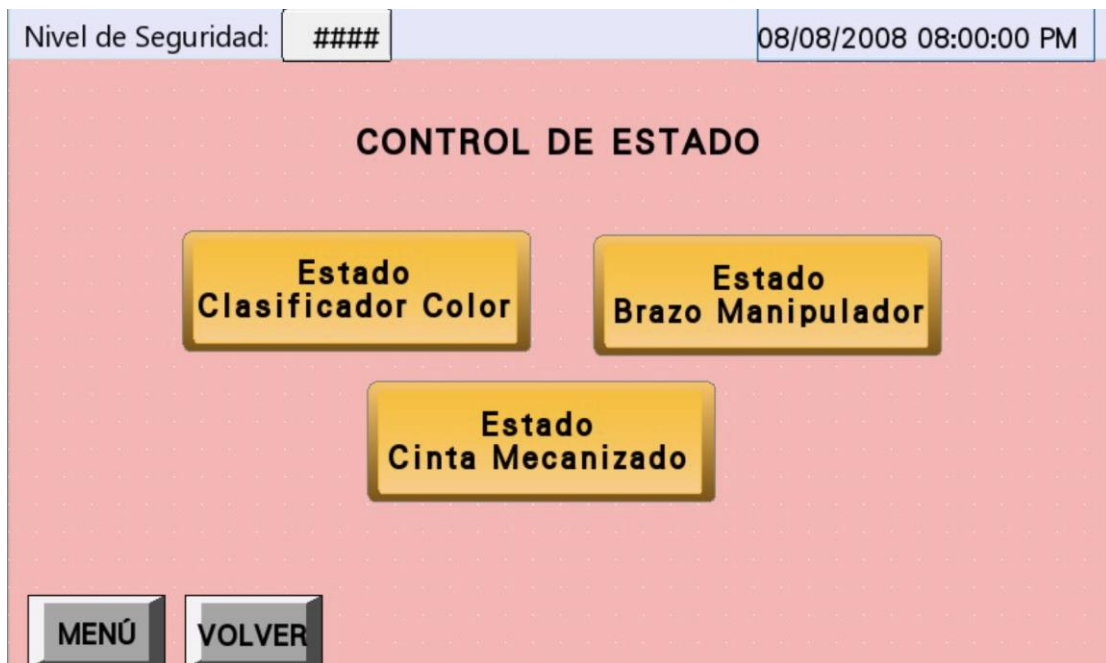 Nivel de Seguridad: ####
08/08/2008 08:00:00 PM
CONTROL DE ESTADO
Estado
Clasificador Color
Estado
Brazo Manipulador
Estado
Cinta Mecanizado
MENÚ
VOLVER